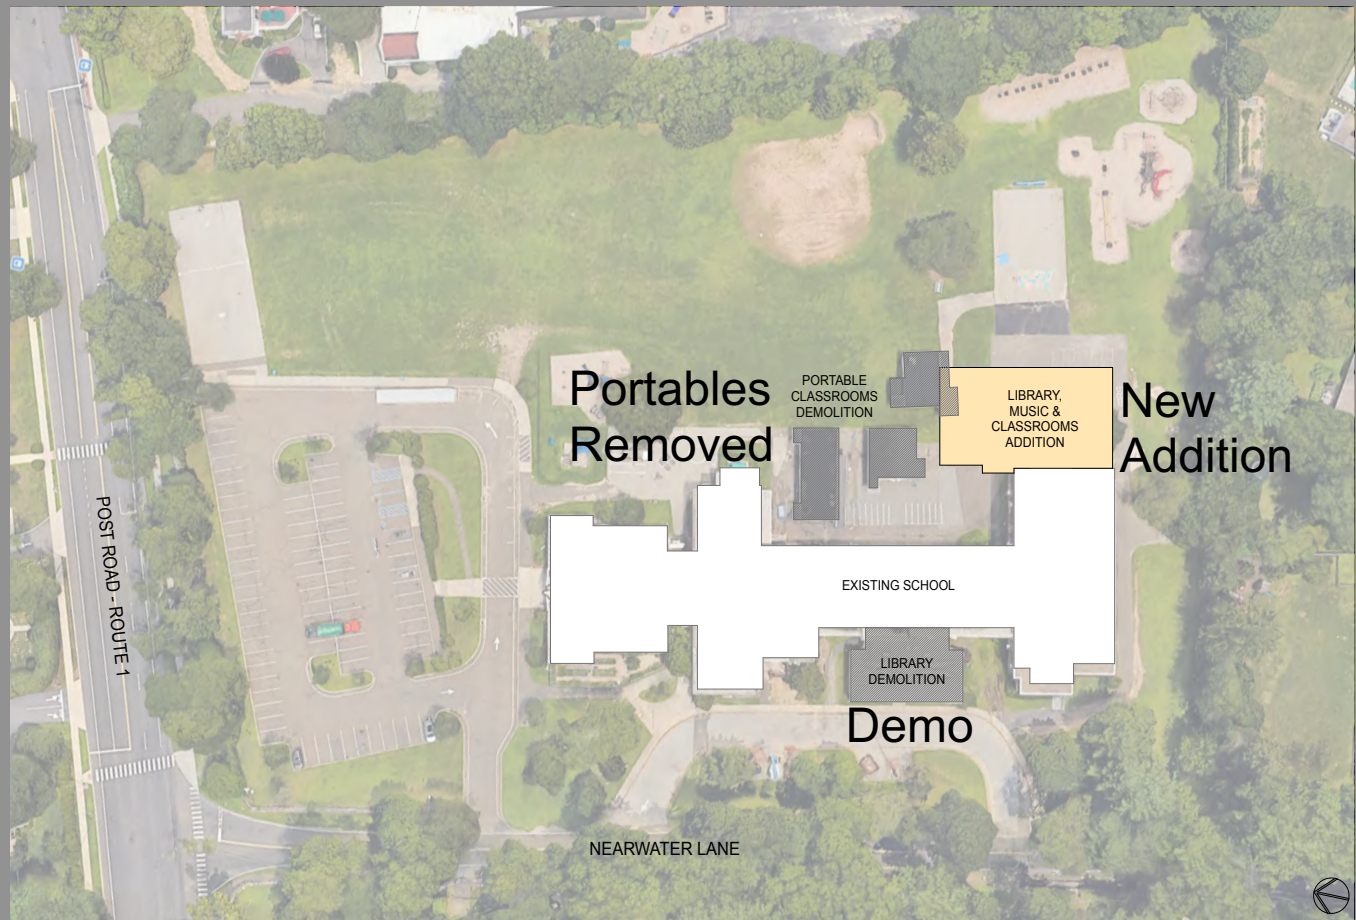 Portables
Removed
PORTABLE
CLASSROOMS
DEMOLITION
LIBRARY,
MUSIC &
CLASSROOMS
ADDITION
New
Addition
POST ROAD - ROUTE 1
EXISTING SCHOOL
LIBRARY
DEMOLITION
Demo
NEARWATER LANE